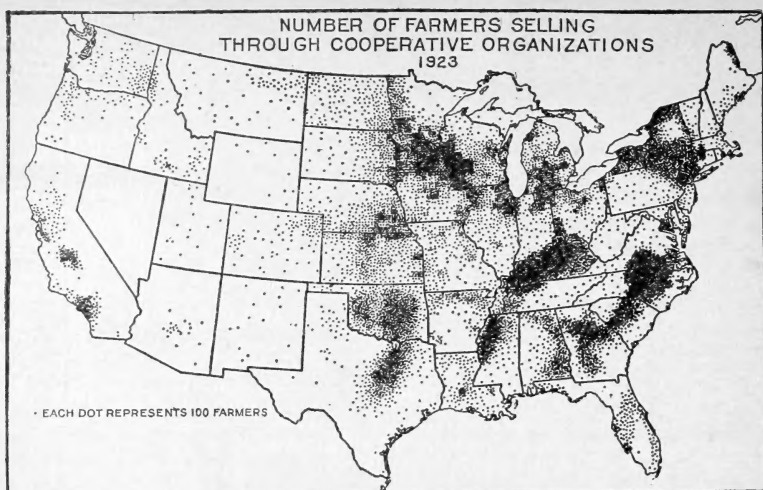 NUMBER OF FARMERS SELLING
THROUGH COOPERATIVE ORGANIZATIONS
1923
• EACH DOT REPRESENTS 100 FARMERS